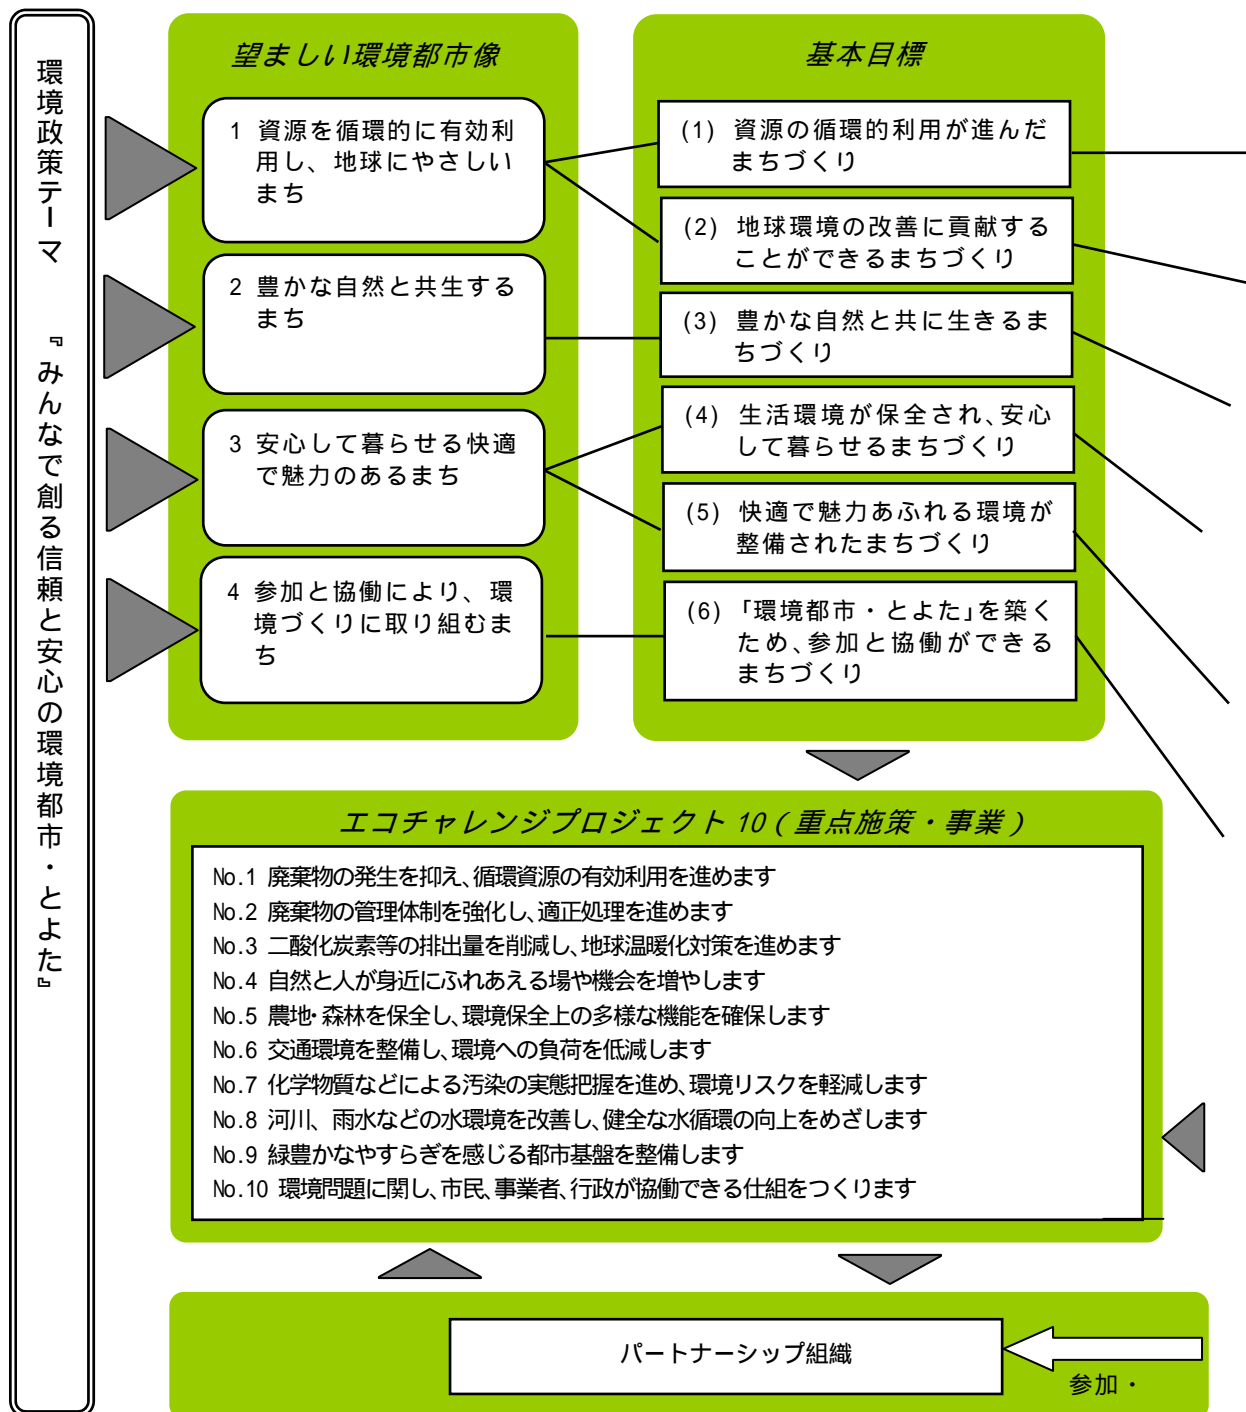 環境政策テーマ　『みんなで創る信頼と安心の環境都市・とよた』
望ましい環境都市像
1 資源を循環的に有効利
用し、地球にやさしい
まち
2 豊かな自然と共生する
まち
3 安心して暮らせる快適
で魅力のあるまち
4 参加と協働により、環
境づくりに取り組むま
ち
基本目標
(1) 資源の循環的利用が進んだ
まちづくり
(2) 地球環境の改善に貢献する
ことができるまちづくり
(3) 豊かな自然と共に生きるま
ちづくり
(4) 生活環境が保全され、安心
して暮らせるまちづくり
(5) 快適で魅力あふれる環境が
整備されたまちづくり
(6) 「環境都市・とよた」を築く
ため、参加と協働ができる
まちづくり
エコチャレンジプロジェクト10（重点施策・事業）
No.1 廃棄物の発生を抑え、循環資源の有効利用を進めます
No.2 廃棄物の管理体制を強化し、適正処理を進めます
No.3 二酸化炭素等の排出量を削減し、地球温暖化対策を進めます
No.4 自然と人が身近にふれあえる場や機会を増やします
No.5 農地・森林を保全し、環境保全上の多様な機能を確保します
No.6 交通環境を整備し、環境への負荷を低減します
No.7 化学物質などによる汚染の実態把握を進め、環境リスクを軽減します
No.8 河川、雨水などの水環境を改善し、健全な水循環の向上をめざします
No.9 緑豊かなやすらぎを感じる都市基盤を整備します
No.10 環境問題に関し、市民、事業者、行政が協働できる仕組をつくります
パートナーシップ組織
参加・